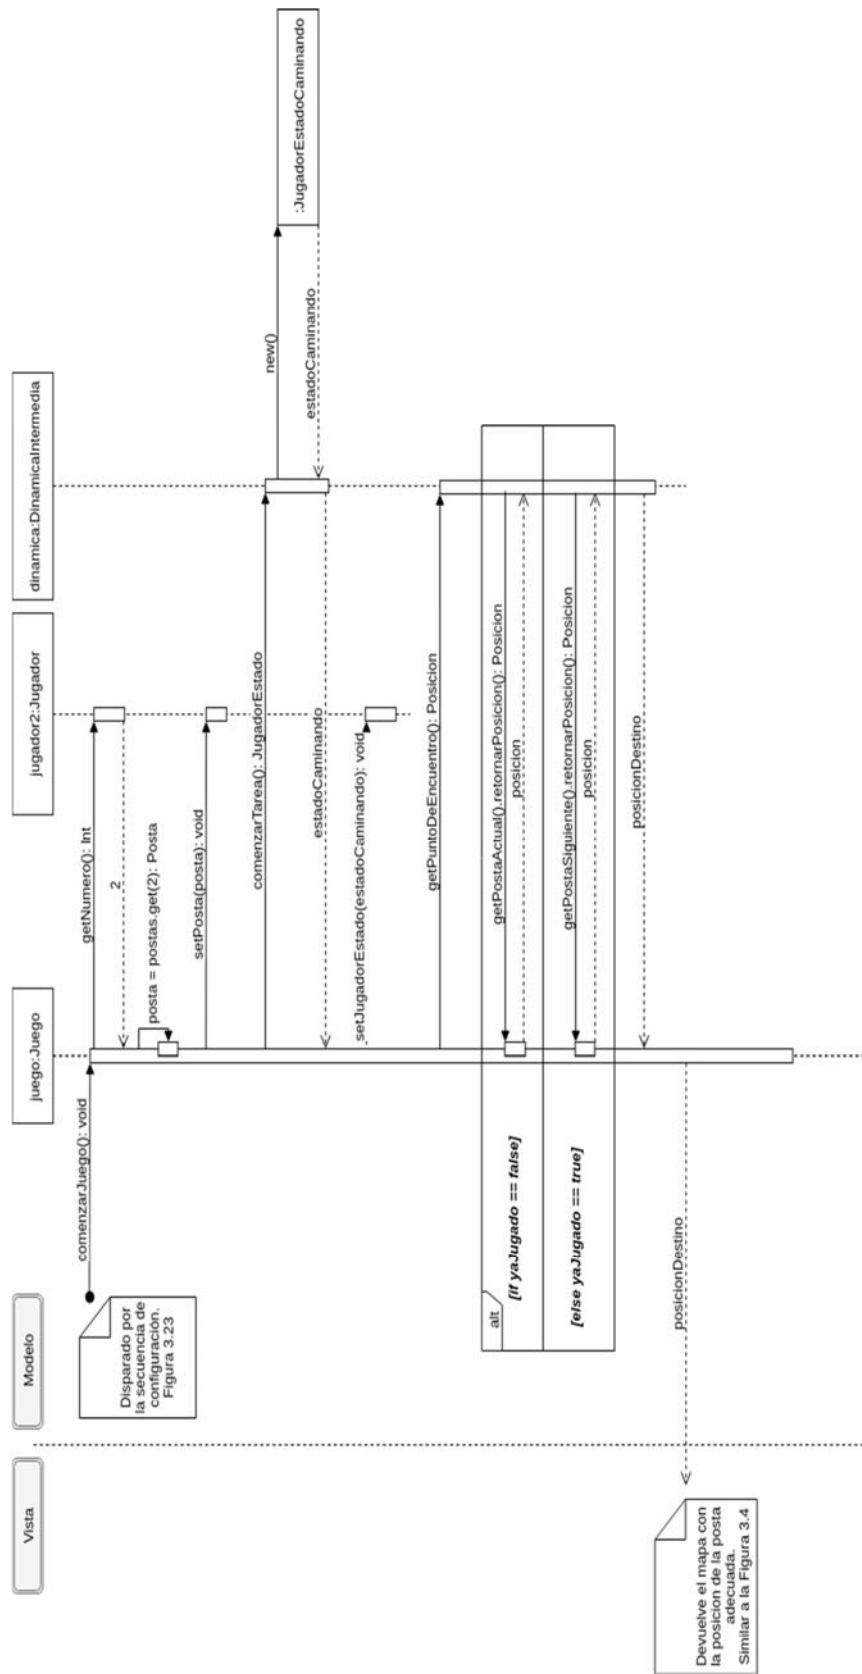 Vista
Modelo
juego:Juego
jugador2:Jugador
dinamica:DinamicaIntermedia
Disparado por
la secuencia de
configuración.
Figura 3.23
comenzarJuego(): void
getNumero(): Int
2
posta = postas.get(2): Posta
setPosta(posta): void
comenzarTarea(): JugadorEstado
new()
:JugadorEstadoCaminando
estadoCaminando
estadoCaminando
setJugadorEstado(estadoCaminando): void
getPuntoDeEncuentro(): Posicion
alt
[if yaJugado == false]
getPostaActual().retornarPosicion(): Posicion
posicion
[else yaJugado == true]
getPostaSiguiente().retornarPosicion(): Posicion
posicion
posicionDestino
posicionDestino
Devuelve el mapa con
la posicion de la posta
adecuada.
Similar a la Figura 3.4